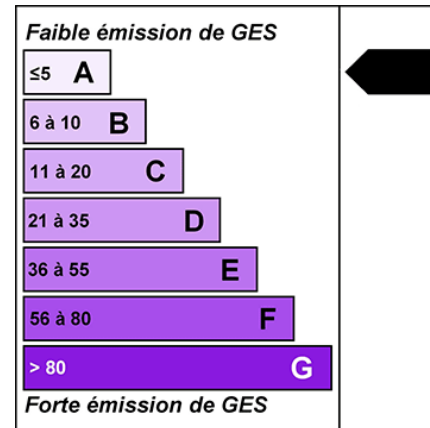 Faible émission de GES
≤5 A
6 à 10 B
11 à 20 C
21 à 35 D
36 à 55 E
56 à 80 F
> 80 G
Forte émission de GES